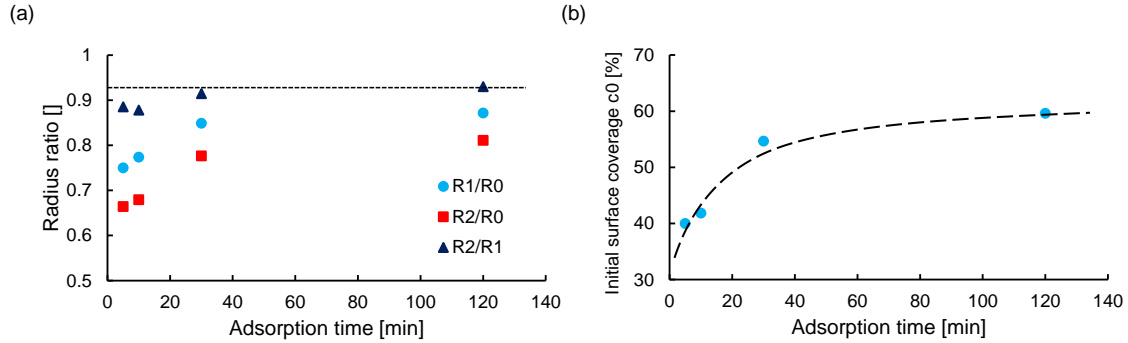 (a)
1
0.9
0.8
0.7
0.6
0.5
Radius ratio []
0 20 40 60 80 100 120 140
Adsorption time [min]
R1/R0
R2/R0
R2/R1
(b)
70
60
50
40
30
Initial surface coverage c0 [%]
0 20 40 60 80 100 120 140
Adsorption time [min]